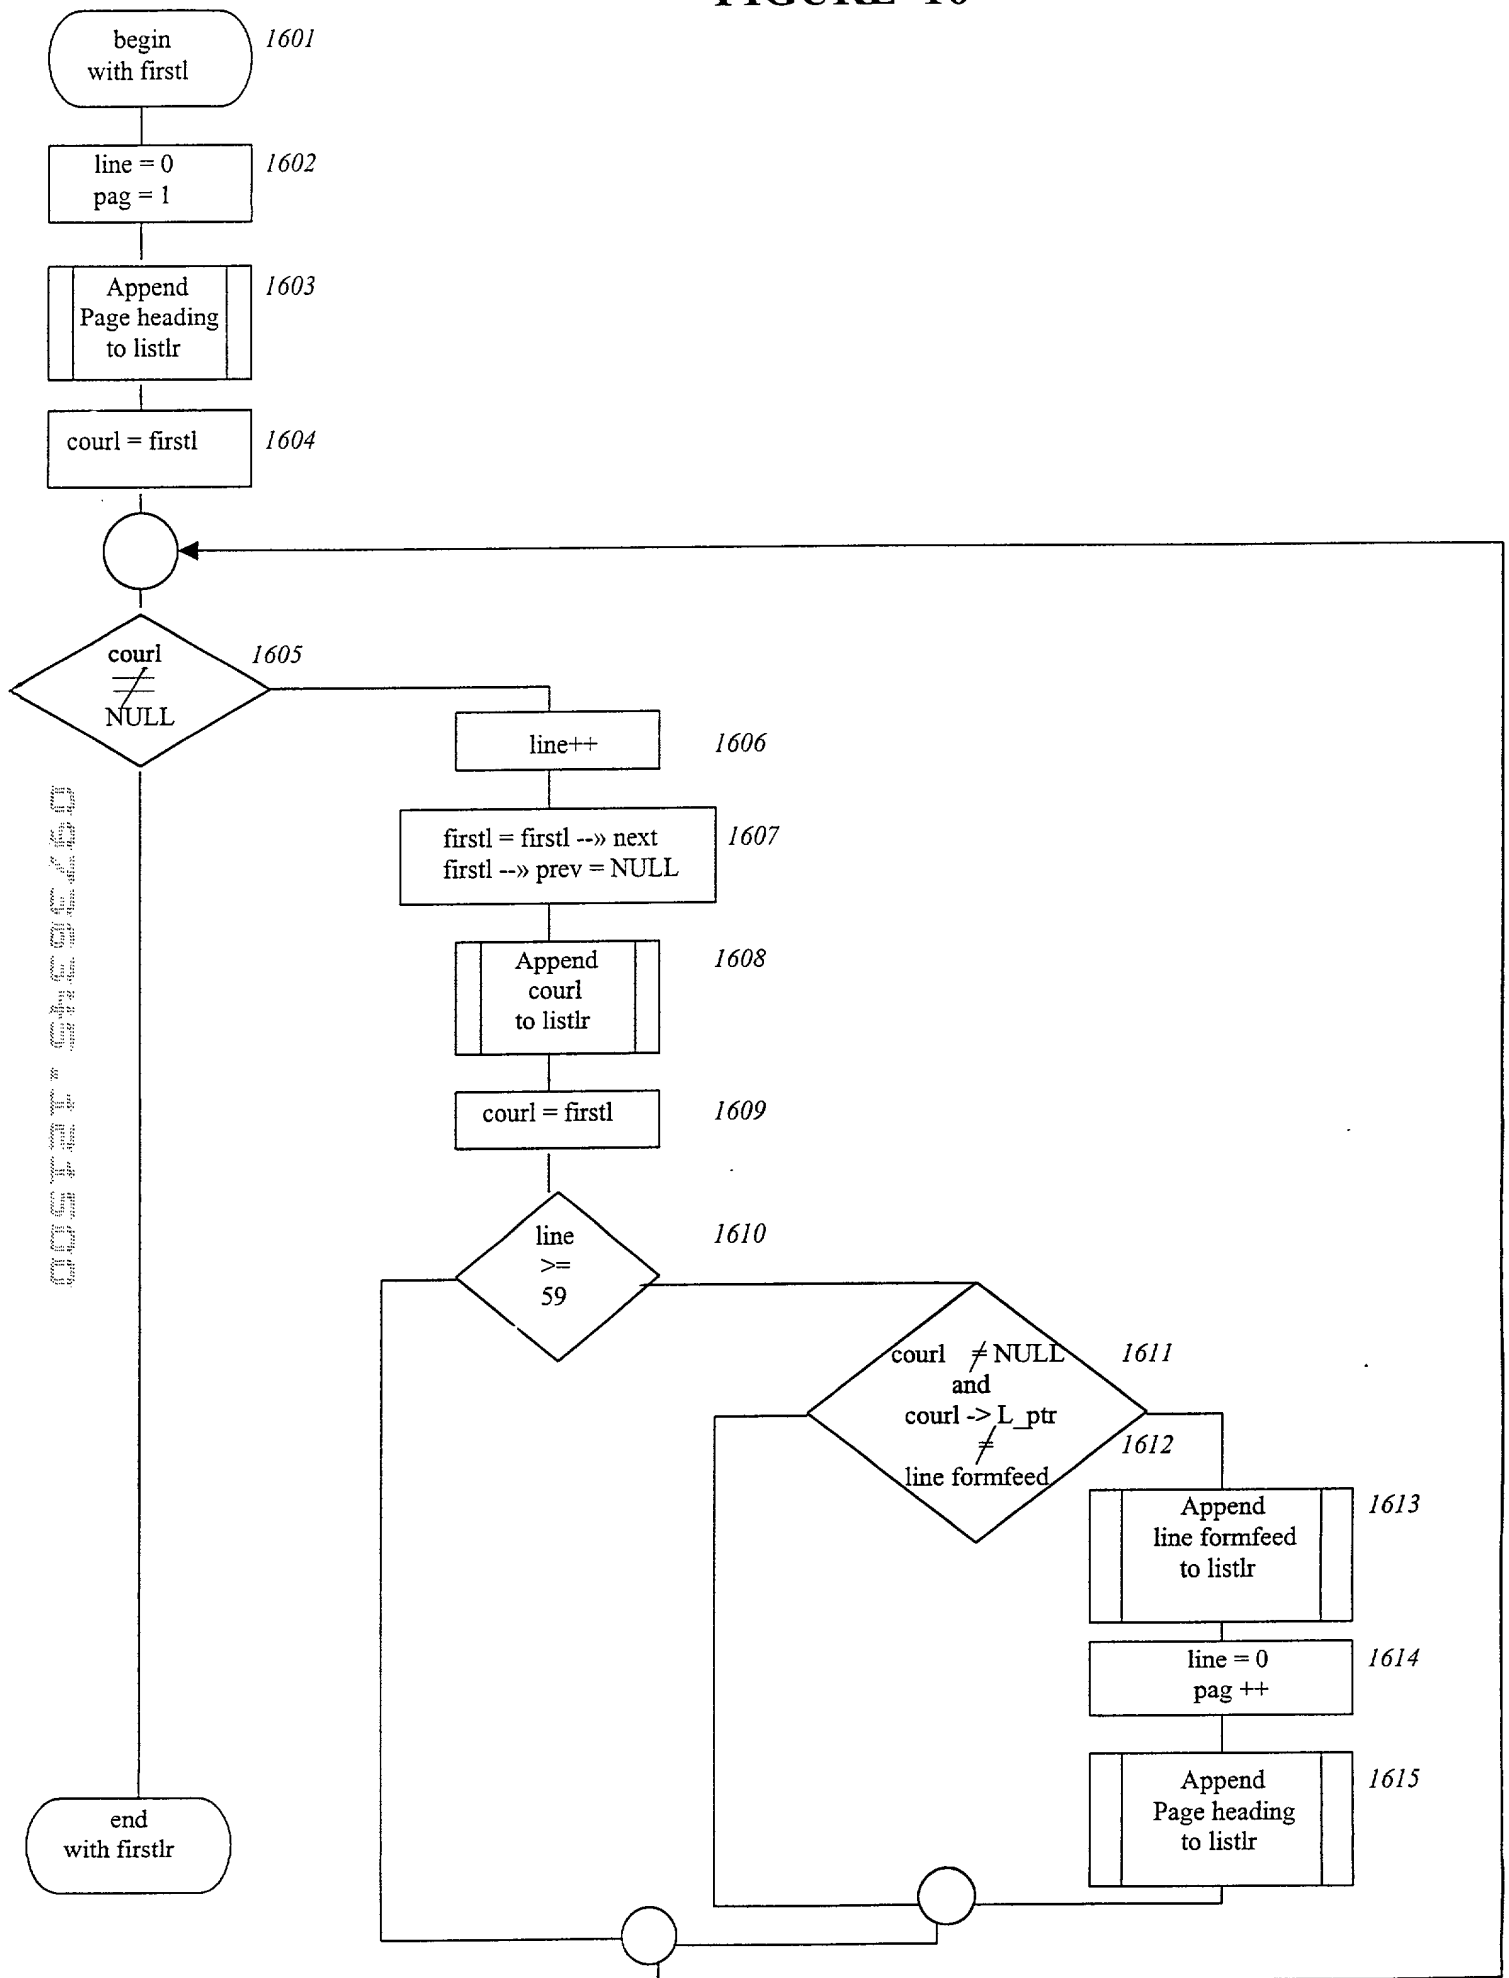 FIGURE 16
begin
with firstl
1601
line = 0
pag = 1
1602
Append
Page heading
to listlr
1603
courl = firstl
1604
courl
≠
NULL
1605
line++
1606
firstl = firstl --» next
firstl --» prev = NULL
1607
Append
courl
to listlr
1608
courl = firstl
1609
line
>=
59
1610
courl ≠ NULL
and
courl -> L_ptr
≠
line formfeed
1611
1612
Append
line formfeed
to listlr
1613
line = 0
pag ++
1614
Append
Page heading
to listlr
1615
end
with firstlr
09736345.121500